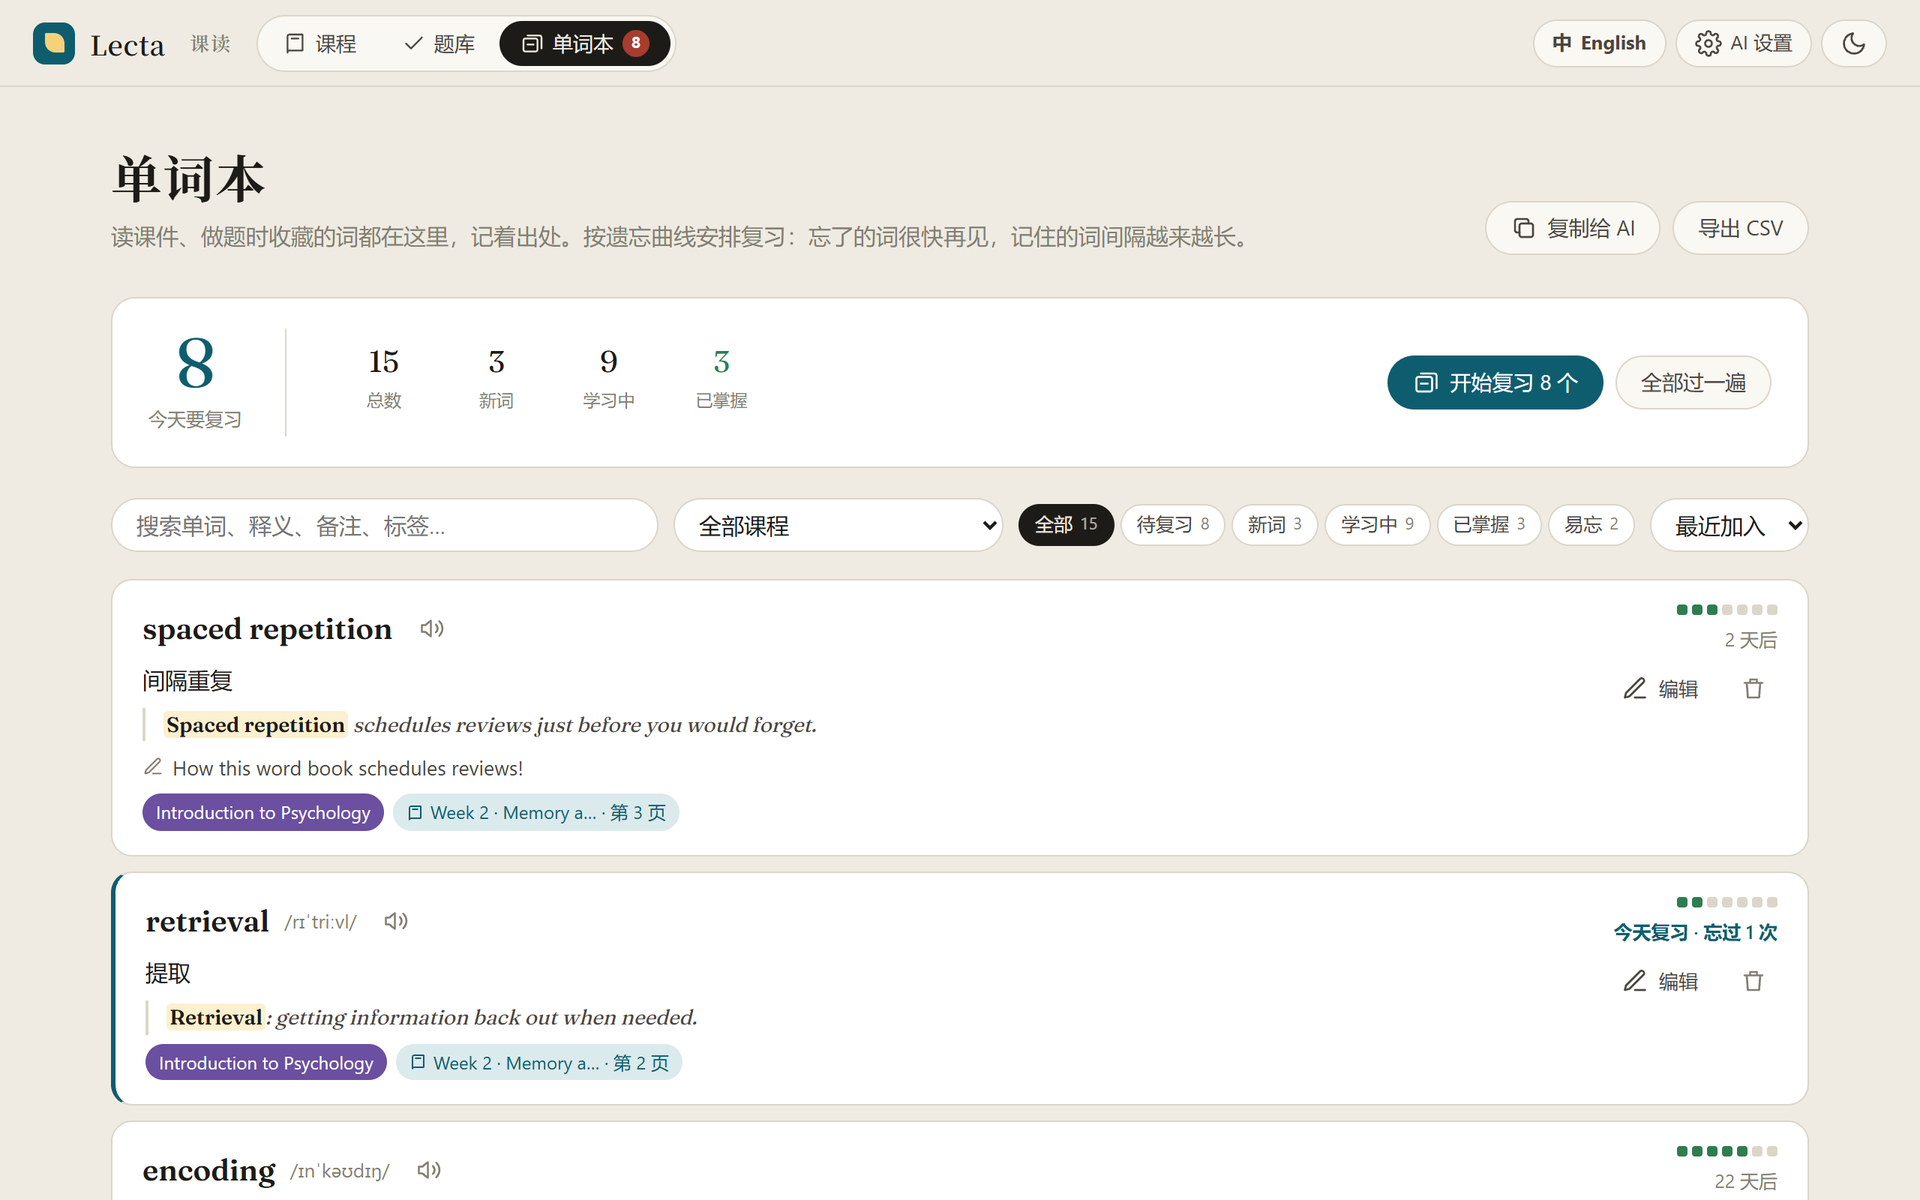 Lecta 课读 课程 题库 单词本 8 中 English AI 设置
单词本
读课件、做题时收藏的词都在这里，记着出处。按遗忘曲线安排复习：忘了的词很快再见，记住的词间隔越来越长。
复制给 AI 导出 CSV
8 15 3 9 3
今天要复习 总数 新词 学习中 已掌握
开始复习 8 个 全部过一遍
搜索单词、释义、备注、标签... 全部课程 全部 15 待复习 8 新词 3 学习中 9 已掌握 3 易忘 2 最近加入
spaced repetition
2 天后
间隔重复
编辑
Spaced repetition schedules reviews just before you would forget.
How this word book schedules reviews!
Introduction to Psychology Week 2 · Memory a... · 第 3 页
retrieval /rɪˈtriːvl/
今天复习 · 忘过 1 次
提取
编辑
Retrieval: getting information back out when needed.
Introduction to Psychology Week 2 · Memory a... · 第 2 页
encoding /ɪnˈkəʊdɪŋ/
22 天后